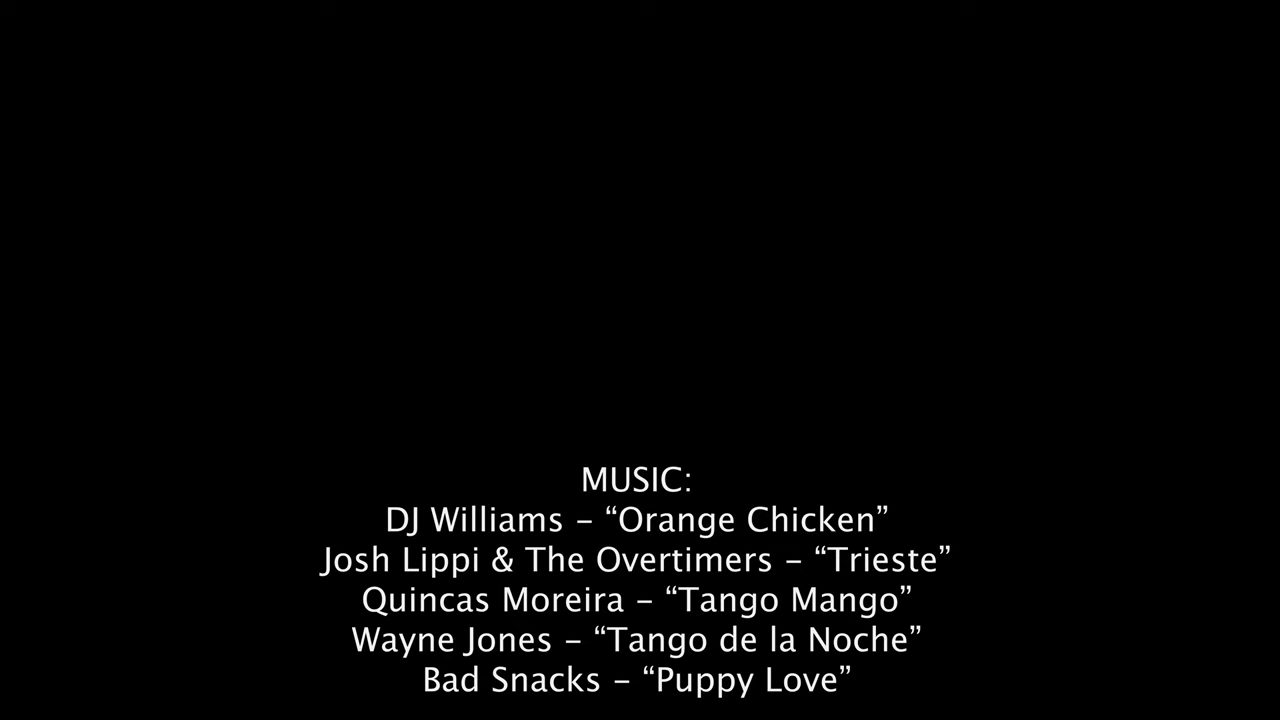 MUSIC:
DJ Williams – “Orange Chicken”
Josh Lippi & The Overtimers – “Trieste”
Quincas Moreira – “Tango Mango”
Wayne Jones – “Tango de la Noche”
Bad Snacks – “Puppy Love”